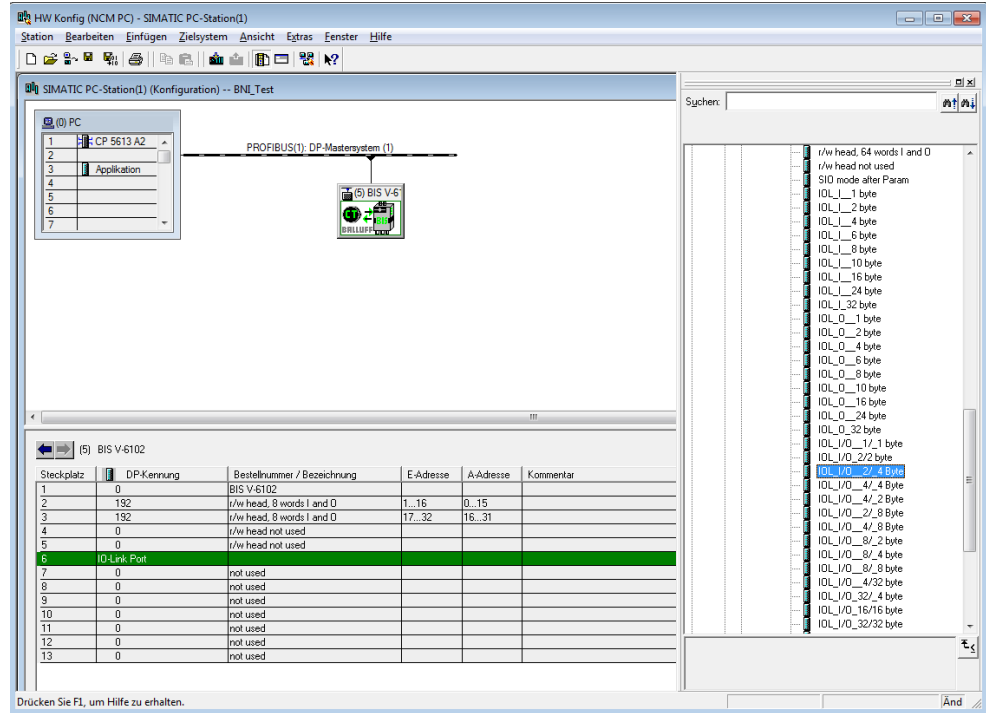 HW Konfig (NCM PC) - SIMATIC PC-Station(1)
Station Bearbeiten Einfügen Zielsystem Ansicht Extras Fenster Hilfe
SIMATIC PC-Station(1) (Konfiguration) -- BNI_Test
(0) PC
1 CP 5613 A2
2
3 Applikation
4
5
6
7
PROFIBUS(1): DP-Mastersystem (1)
(5) BIS V-6
BALLUFF
(5) BIS V-6102
Steckplatz DP-Kennung Bestellnummer / Bezeichnung E-Adresse A-Adresse Kommentar
1 0 BIS V-6102
2 192 r/w head, 8 words I and O 1...16 0...15
3 192 r/w head, 8 words I and O 17...32 16...31
4 0 r/w head not used
5 0 r/w head not used
6 IO-Link Port
7 0 not used
8 0 not used
9 0 not used
10 0 not used
11 0 not used
12 0 not used
13 0 not used
Suchen:
r/w head, 64 words I and O
r/w head not used
SIO mode after Param
IOL_I__1 byte
IOL_I__2 byte
IOL_I__4 byte
IOL_I__6 byte
IOL_I__8 byte
IOL_I__10 byte
IOL_I__16 byte
IOL_I__24 byte
IOL_I_32 byte
IOL_O__1 byte
IOL_O__2 byte
IOL_O__4 byte
IOL_O__6 byte
IOL_O__8 byte
IOL_O__10 byte
IOL_O__16 byte
IOL_O__24 byte
IOL_O_32 byte
IOL_I/O__1/_1 byte
IOL_I/O_2/2 byte
IOL_I/O__2/_4 Byte
IOL_I/O__4/_4 Byte
IOL_I/O__4/_2 Byte
IOL_I/O__2/_8 Byte
IOL_I/O__4/_8 Byte
IOL_I/O__8/_2 byte
IOL_I/O__8/_4 byte
IOL_I/O__8/_8 byte
IOL_I/O__4/32 byte
IOL_I/O_32/_4 byte
IOL_I/O_16/16 byte
IOL_I/O_32/32 byte
Drücken Sie F1, um Hilfe zu erhalten.
Änd